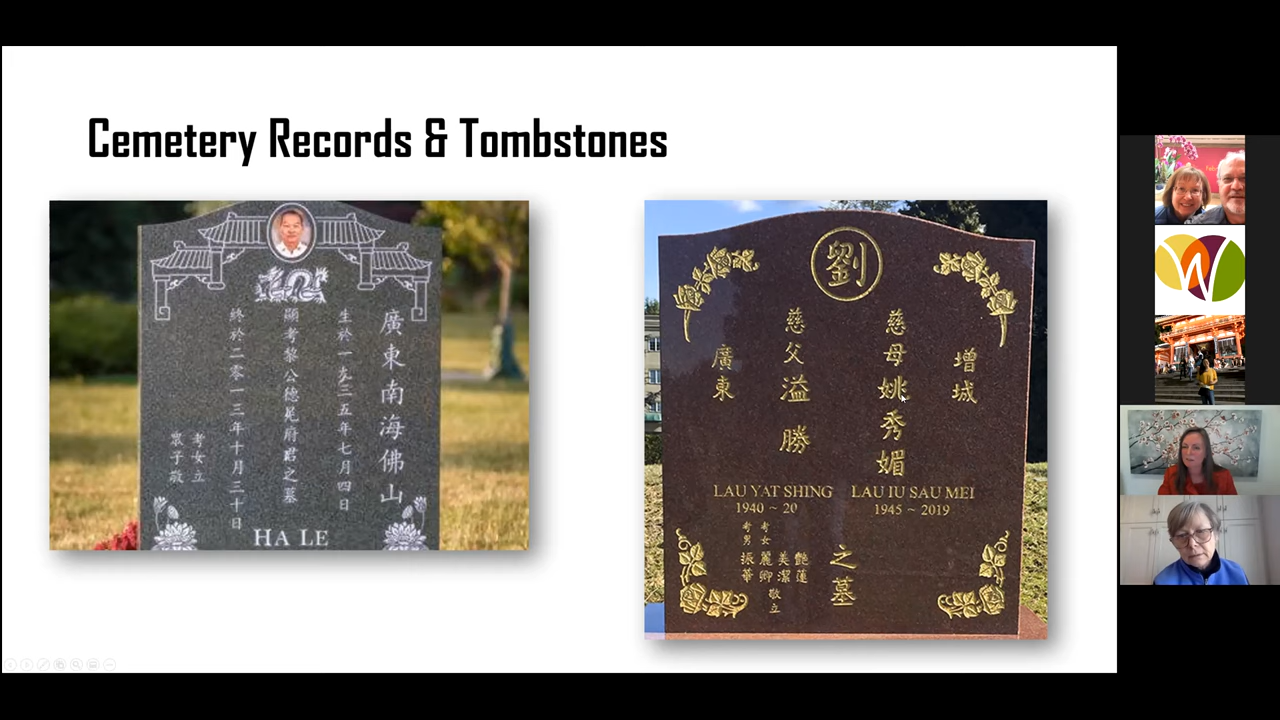 Cemetery Records & Tombstones
廣東南海佛山
生於一九三五年七月四日
顯考黎公德尾府君之墓
終於二零一三年十月三十日
孝女立
眾子敬
HA LE
劉
增城
慈母姚秀媚
慈父溢勝
廣東
LAU YAT SHING
LAU IU SAU MEI
1940 ~ 20
1945 ~ 2019
之墓
艷蓮
美潔
孝女麗卿
孝男振華
敬立